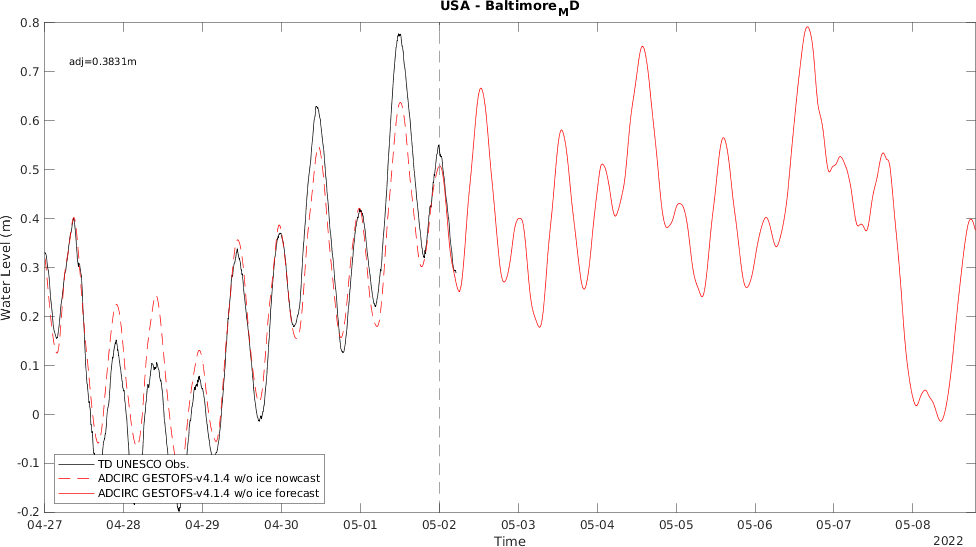 USA - BaltimoreMD
0.8
0.7
0.6
0.5
0.4
0.3
0.2
0.1
0
-0.1
-0.2
Water Level (m)
adj=0.3831m
TD UNESCO Obs.
ADCIRC GESTOFS-v4.1.4 w/o ice nowcast
ADCIRC GESTOFS-v4.1.4 w/o ice forecast
04-27 04-28 04-29 04-30 05-01 05-02 05-03 05-04 05-05 05-06 05-07 05-08
Time
2022